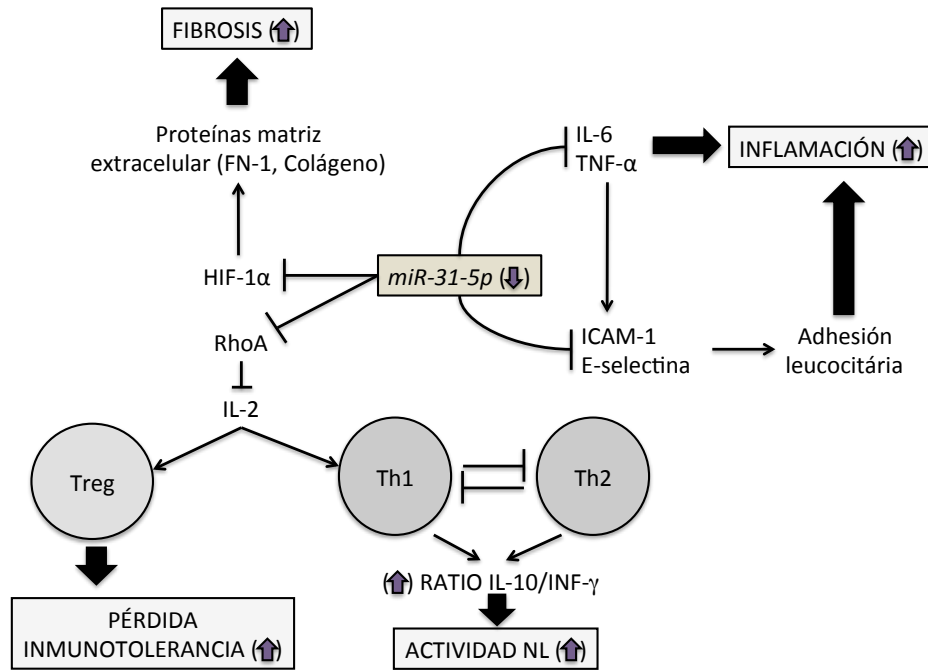 FIBROSIS (⬆)
Proteínas matriz
extracelular (FN-1, Colágeno)
IL-6
TNF-α
INFLAMACIÓN (⬆)
HIF-1α
miR-31-5p (⬇)
RhoA
ICAM-1
E-selectina
Adhesión
leucocitária
IL-2
Treg
Th1
Th2
(⬆) RATIO IL-10/INF-γ
PÉRDIDA
INMUNOTOLERANCIA (⬆)
ACTIVIDAD NL (⬆)